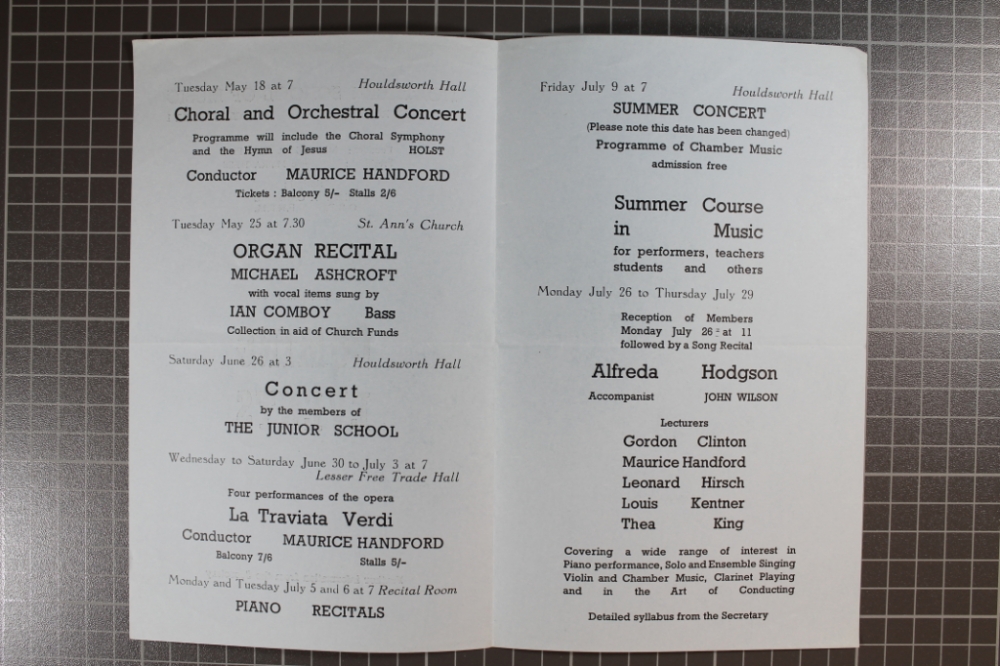 Tuesday May 18 at 7 Houldsworth Hall
Choral and Orchestral Concert
Programme will include the Choral Symphony
and the Hymn of Jesus HOLST
Conductor MAURICE HANDFORD
Tickets : Balcony 5/- Stalls 2/6
Tuesday May 25 at 7.30 St. Ann's Church
ORGAN RECITAL
MICHAEL ASHCROFT
with vocal items sung by
IAN COMBOY Bass
Collection in aid of Church Funds
Saturday June 26 at 3 Houldsworth Hall
Concert
by the members of
THE JUNIOR SCHOOL
Wednesday to Saturday June 30 to July 3 at 7
Lesser Free Trade Hall
Four performances of the opera
La Traviata Verdi
Conductor MAURICE HANDFORD
Balcony 7/6 Stalls 5/-
Monday and Tuesday July 5 and 6 at 7 Recital Room
PIANO RECITALS
Friday July 9 at 7 Houldsworth Hall
SUMMER CONCERT
(Please note this date has been changed)
Programme of Chamber Music
admission free
Summer Course
in Music
for performers, teachers
students and others
Monday July 26 to Thursday July 29
Reception of Members
Monday July 26 at 11
followed by a Song Recital
Alfreda Hodgson
Accompanist JOHN WILSON
Lecturers
Gordon Clinton
Maurice Handford
Leonard Hirsch
Louis Kentner
Thea King
Covering a wide range of interest in
Piano performance, Solo and Ensemble Singing
Violin and Chamber Music, Clarinet Playing
and in the Art of Conducting
Detailed syllabus from the Secretary